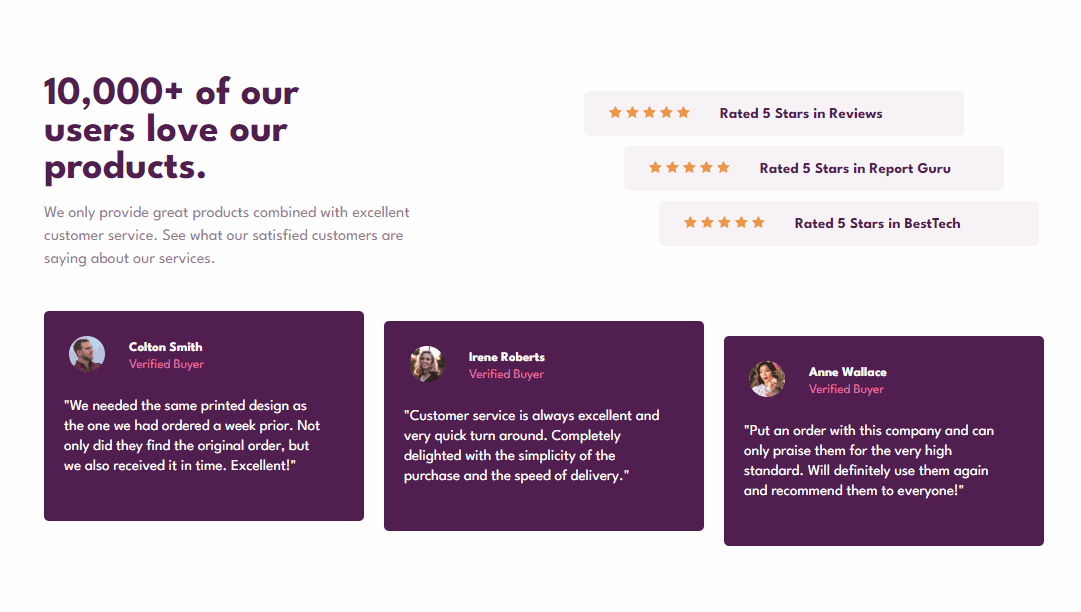 10,000+ of our
users love our
products.
We only provide great products combined with excellent
customer service. See what our satisfied customers are
saying about our services.
Rated 5 Stars in Reviews
Rated 5 Stars in Report Guru
Rated 5 Stars in BestTech
Colton Smith
Verified Buyer
"We needed the same printed design as
the one we had ordered a week prior. Not
only did they find the original order, but
we also received it in time. Excellent!"
Irene Roberts
Verified Buyer
"Customer service is always excellent and
very quick turn around. Completely
delighted with the simplicity of the
purchase and the speed of delivery."
Anne Wallace
Verified Buyer
"Put an order with this company and can
only praise them for the very high
standard. Will definitely use them again
and recommend them to everyone!"